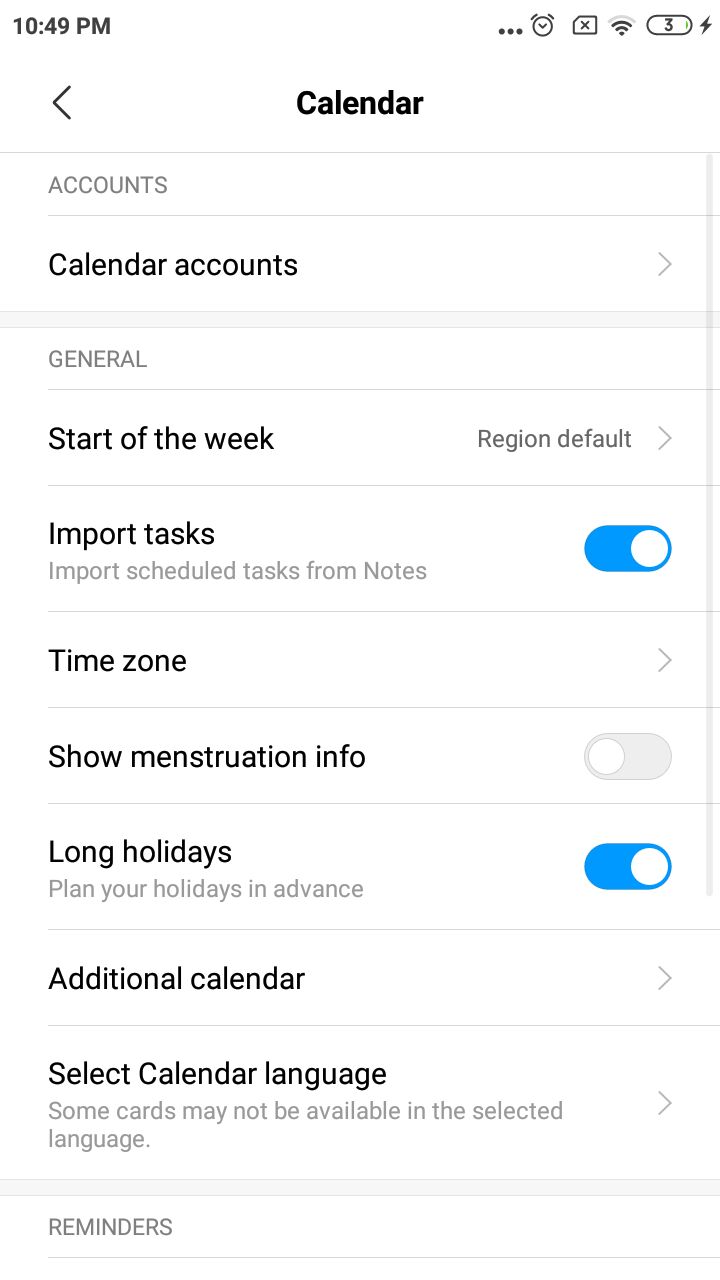 10:49 PM
3
Calendar
ACCOUNTS
Calendar accounts
GENERAL
Start of the week Region default
Import tasks
Import scheduled tasks from Notes
Time zone
Show menstruation info
Long holidays
Plan your holidays in advance
Additional calendar
Select Calendar language
Some cards may not be available in the selected
language.
REMINDERS